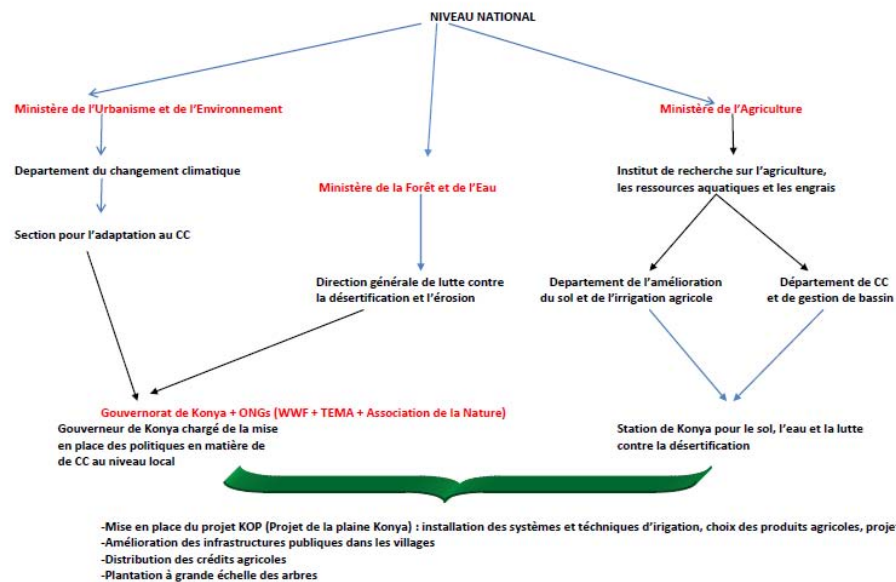 NIVEAU NATIONAL
Ministère de l'Urbanisme et de l'Environnement
Ministère de l'Agriculture
Departement du changement climatique
Institut de recherche sur l'agriculture,
les ressources aquatiques et les engrais
Ministère de la Forêt et de l'Eau
Section pour l'adaptation au CC
Direction générale de lutte contre
la désertification et l'érosion
Departement de l'amélioration
du sol et de l'irrigation agricole
Département de CC
et de gestion de bassin
Gouvernorat de Konya + ONGs (WWF + TEMA + Association de la Nature)
Gouverneur de Konya chargé de la mise
en place des politiques en matière de
de CC au niveau local
Station de Konya pour le sol, l'eau et la lutte
contre la désertification
-Mise en place du projet KOP (Projet de la plaine Konya) : installation des systèmes et téchniques d'irigation, choix des produits agricoles, proje
-Amélioration des infrastructures publiques dans les villages
-Distribution des crédits agricoles
-Plantation à grande échelle des arbres